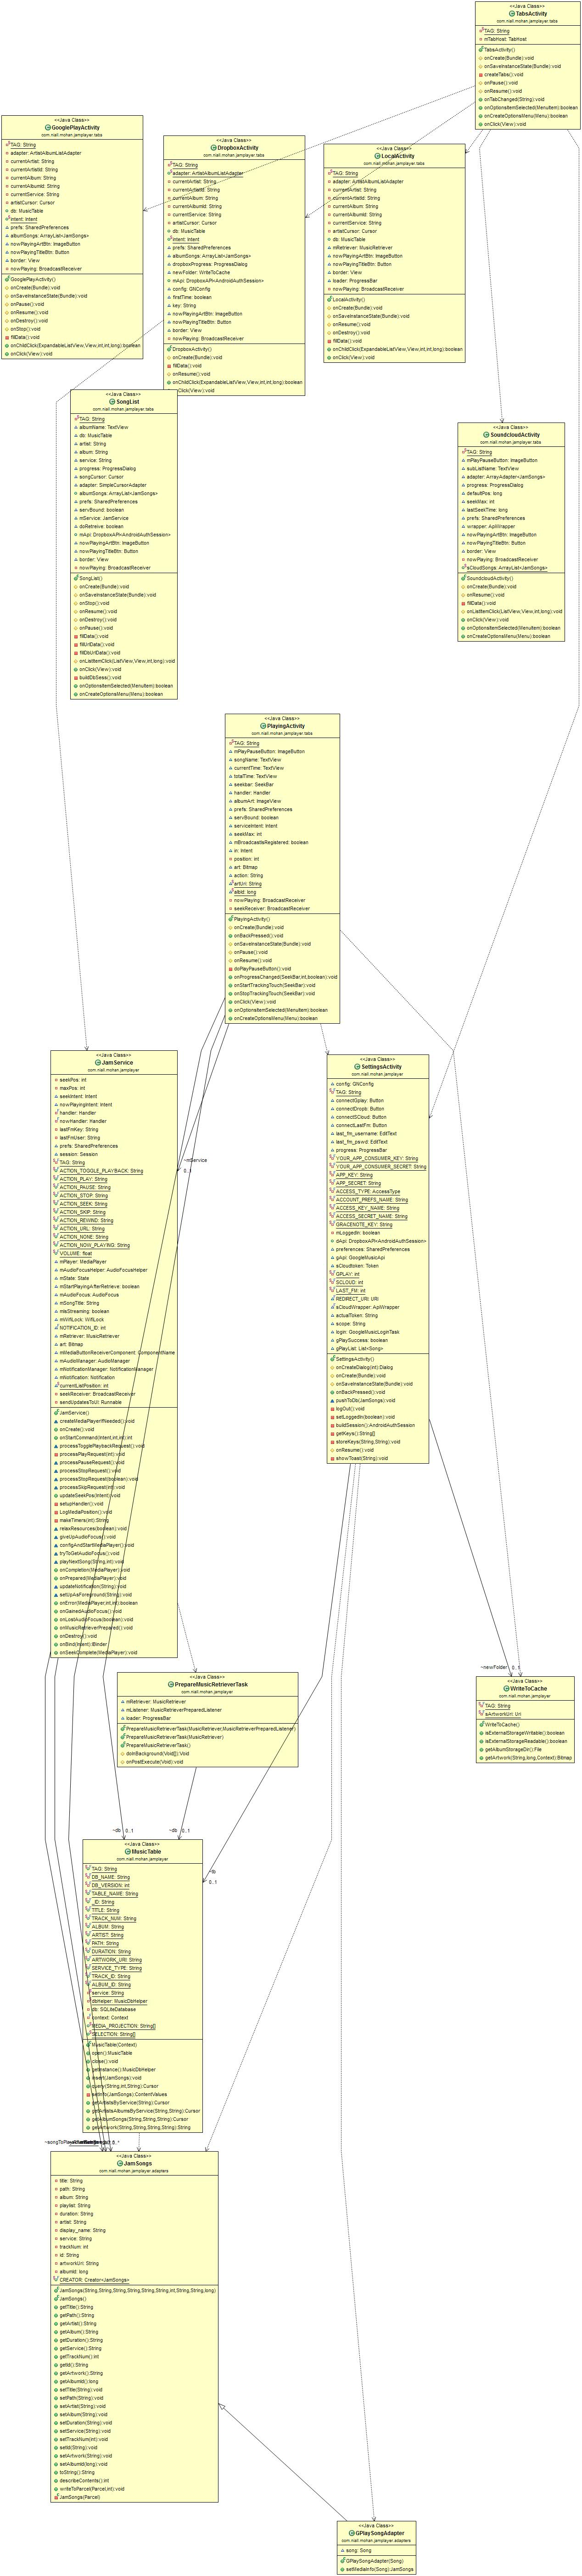 <<Java Class>>
TabsActivity
com.niall.mohan.jamplayer.tabs
TAG: String
mTabHost: TabHost
TabsActivity()
onCreate(Bundle):void
onSaveInstanceState(Bundle):void
createTabs():void
onPause():void
onResume():void
onTabChanged(String):void
onOptionsItemSelected(MenuItem):boolean
onCreateOptionsMenu(Menu):boolean
onClick(View):void
<<Java Class>>
GooglePlayActivity
com.niall.mohan.jamplayer.tabs
TAG: String
adapter: ArtistAlbumListAdapter
currentArtist: String
currentArtistId: String
currentAlbum: String
currentAlbumId: String
currentService: String
artistCursor: Cursor
db: MusicTable
intent: Intent
prefs: SharedPreferences
albumSongs: ArrayList<JamSongs>
nowPlayingArtBtn: ImageButton
nowPlayingTitleBtn: Button
border: View
nowPlaying: BroadcastReceiver
GooglePlayActivity()
onCreate(Bundle):void
onSaveInstanceState(Bundle):void
onPause():void
onResume():void
onDestroy():void
onStop():void
fillData():void
onChildClick(ExpandableListView,View,int,int,long):boolean
onClick(View):void
<<Java Class>>
DropboxActivity
com.niall.mohan.jamplayer.tabs
TAG: String
adapter: ArtistAlbumListAdapter
currentArtist: String
currentArtistId: String
currentAlbum: String
currentAlbumId: String
currentService: String
artistCursor: Cursor
db: MusicTable
intent: Intent
prefs: SharedPreferences
albumSongs: ArrayList<JamSongs>
dropboxProgress: ProgressDialog
newFolder: WriteToCache
mApi: DropboxAPI<AndroidAuthSession>
config: GNConfig
firstTime: boolean
key: String
nowPlayingArtBtn: ImageButton
nowPlayingTitleBtn: Button
border: View
nowPlaying: BroadcastReceiver
DropboxActivity()
onCreate(Bundle):void
fillData():void
onResume():void
onChildClick(ExpandableListView,View,int,int,long):boolean
onClick(View):void
<<Java Class>>
LocalActivity
com.niall.mohan.jamplayer.tabs
TAG: String
adapter: ArtistAlbumListAdapter
currentArtist: String
currentArtistId: String
currentAlbum: String
currentAlbumId: String
currentService: String
artistCursor: Cursor
db: MusicTable
mRetriever: MusicRetriever
nowPlayingArtBtn: ImageButton
nowPlayingTitleBtn: Button
border: View
loader: ProgressBar
nowPlaying: BroadcastReceiver
LocalActivity()
onCreate(Bundle):void
onSaveInstanceState(Bundle):void
onResume():void
onDestroy():void
fillData():void
onChildClick(ExpandableListView,View,int,int,long):boolean
onClick(View):void
<<Java Class>>
SongList
com.niall.mohan.jamplayer.tabs
TAG: String
albumName: TextView
db: MusicTable
artist: String
album: String
service: String
progress: ProgressDialog
songCursor: Cursor
adapter: SimpleCursorAdapter
albumSongs: ArrayList<JamSongs>
prefs: SharedPreferences
servBound: boolean
mService: JamService
doRetreive: boolean
mApi: DropboxAPI<AndroidAuthSession>
nowPlayingArtBtn: ImageButton
nowPlayingTitleBtn: Button
border: View
nowPlaying: BroadcastReceiver
SongList()
onCreate(Bundle):void
onSaveInstanceState(Bundle):void
onStop():void
onResume():void
onDestroy():void
onPause():void
fillData():void
fillUrlData():void
fillDbUrlData():void
onListItemClick(ListView,View,int,long):void
onClick(View):void
buildDbSess():void
onOptionsItemSelected(MenuItem):boolean
onCreateOptionsMenu(Menu):boolean
<<Java Class>>
SoundcloudActivity
com.niall.mohan.jamplayer.tabs
TAG: String
mPlayPauseButton: ImageButton
subListName: TextView
adapter: ArrayAdapter<JamSongs>
progress: ProgressDialog
defaultPos: long
seekMax: int
lastSeekTime: long
prefs: SharedPreferences
wrapper: ApiWrapper
nowPlayingArtBtn: ImageButton
nowPlayingTitleBtn: Button
border: View
nowPlaying: BroadcastReceiver
sCloudSongs: ArrayList<JamSongs>
SoundcloudActivity()
onCreate(Bundle):void
onResume():void
fillData():void
onListItemClick(ListView,View,int,long):void
onClick(View):void
onOptionsItemSelected(MenuItem):boolean
onCreateOptionsMenu(Menu):boolean
<<Java Class>>
PlayingActivity
com.niall.mohan.jamplayer.tabs
TAG: String
mPlayPauseButton: ImageButton
songName: TextView
currentTime: TextView
totalTime: TextView
seekbar: SeekBar
handler: Handler
albumArt: ImageView
prefs: SharedPreferences
servBound: boolean
serviceIntent: Intent
seekMax: int
mBroadcastIsRegistered: boolean
in: Intent
position: int
art: Bitmap
action: String
artUri: String
albId: long
nowPlaying: BroadcastReceiver
seekReceiver: BroadcastReceiver
PlayingActivity()
onCreate(Bundle):void
onBackPressed():void
onSaveInstanceState(Bundle):void
onPause():void
onResume():void
doPlayPauseButton():void
onProgressChanged(SeekBar,int,boolean):void
onStartTrackingTouch(SeekBar):void
onStopTrackingTouch(SeekBar):void
onClick(View):void
onOptionsItemSelected(MenuItem):boolean
onCreateOptionsMenu(Menu):boolean
<<Java Class>>
JamService
com.niall.mohan.jamplayer
seekPos: int
maxPos: int
seekIntent: Intent
nowPlayingIntent: Intent
handler: Handler
nowHandler: Handler
lastFmKey: String
lastFmUser: String
prefs: SharedPreferences
session: Session
TAG: String
ACTION_TOGGLE_PLAYBACK: String
ACTION_PLAY: String
ACTION_PAUSE: String
ACTION_STOP: String
ACTION_SEEK: String
ACTION_SKIP: String
ACTION_REWIND: String
ACTION_URL: String
ACTION_NONE: String
ACTION_NOW_PLAYING: String
VOLUME: float
mPlayer: MediaPlayer
mAudioFocusHelper: AudioFocusHelper
mState: State
mStartPlayingAfterRetrieve: boolean
mAudioFocus: AudioFocus
mSongTitle: String
mIsStreaming: boolean
mWifiLock: WifiLock
NOTIFICATION_ID: int
mRetriever: MusicRetriever
art: Bitmap
mMediaButtonReceiverComponent: ComponentName
mAudioManager: AudioManager
mNotificationManager: NotificationManager
mNotification: Notification
currentListPosition: int
seekReceiver: BroadcastReceiver
sendUpdatesToUI: Runnable
JamService()
createMediaPlayerIfNeeded():void
onCreate():void
onStartCommand(Intent,int,int):int
processTogglePlaybackRequest():void
processPlayRequest(int):void
processPauseRequest():void
processStopRequest():void
processStopRequest(boolean):void
processSkipRequest(int):void
updateSeekPos(Intent):void
setupHandler():void
LogMediaPosition():void
makeTimers(int):String
relaxResources(boolean):void
giveUpAudioFocus():void
configAndStartMediaPlayer():void
tryToGetAudioFocus():void
playNextSong(String,int):void
onCompletion(MediaPlayer):void
onPrepared(MediaPlayer):void
updateNotification(String):void
setUpAsForeground(String):void
onError(MediaPlayer,int,int):boolean
onGainedAudioFocus():void
onLostAudioFocus(boolean):void
onMusicRetrieverPrepared():void
onDestroy():void
onBind(Intent):IBinder
onSeekComplete(MediaPlayer):void
~mService
0..1
<<Java Class>>
SettingsActivity
com.niall.mohan.jamplayer
config: GNConfig
TAG: String
connectGplay: Button
connectDropb: Button
connectSCloud: Button
connectLastFm: Button
last_fm_username: EditText
last_fm_pswd: EditText
progress: ProgressBar
YOUR_APP_CONSUMER_KEY: String
YOUR_APP_CONSUMER_SECRET: String
APP_KEY: String
APP_SECRET: String
ACCESS_TYPE: AccessType
ACCOUNT_PREFS_NAME: String
ACCESS_KEY_NAME: String
ACCESS_SECRET_NAME: String
GRACENOTE_KEY: String
mLoggedIn: boolean
dApi: DropboxAPI<AndroidAuthSession>
preferences: SharedPreferences
gApi: GoogleMusicApi
sCloudtoken: Token
GPLAY: int
SCLOUD: int
LAST_FM: int
REDIRECT_URI: URI
sCloudWrapper: ApiWrapper
actualToken: String
scope: String
login: GoogleMusicLoginTask
gPlaySuccess: boolean
gPlayList: List<Song>
SettingsActivity()
onCreateDialog(int):Dialog
onCreate(Bundle):void
onSaveInstanceState(Bundle):void
onBackPressed():void
pushToDb(JamSongs):void
logOut():void
setLoggedIn(boolean):void
buildSession():AndroidAuthSession
getKeys():String[]
storeKeys(String,String):void
onResume():void
showToast(String):void
<<Java Class>>
PrepareMusicRetrieverTask
com.niall.mohan.jamplayer
mRetriever: MusicRetriever
mListener: MusicRetrieverPreparedListener
loader: ProgressBar
PrepareMusicRetrieverTask(MusicRetriever,MusicRetrieverPreparedListener)
PrepareMusicRetrieverTask(MusicRetriever)
PrepareMusicRetrieverTask()
doInBackground(Void[]):Void
onPostExecute(Void):void
~newFolder
0..1
<<Java Class>>
WriteToCache
com.niall.mohan.jamplayer
TAG: String
sArtworkUri: Uri
WriteToCache()
isExternalStorageWritable():boolean
isExternalStorageReadable():boolean
getAlbumStorageDir():File
getArtwork(String,long,Context):Bitmap
~db
0..1
~db
0..1
~db
0..1
<<Java Class>>
MusicTable
com.niall.mohan.jamplayer
TAG: String
DB_NAME: String
DB_VERSION: int
TABLE_NAME: String
_ID: String
TITLE: String
TRACK_NUM: String
ALBUM: String
ARTIST: String
PATH: String
DURATION: String
ARTWORK_URI: String
SERVICE_TYPE: String
TRACK_ID: String
ALBUM_ID: String
service: String
dbHelper: MusicDbHelper
db: SQLiteDatabase
context: Context
MEDIA_PROJECTION: String[]
SELECTION: String[]
MusicTable(Context)
open():MusicTable
close():void
getInstance():MusicDbHelper
insert(JamSongs):void
query(String,int,String):Cursor
setInfo(JamSongs):ContentValues
getArtistsByService(String):Cursor
getArtistsAlbumsByService(String,String):Cursor
getAlbumSongs(String,String,String):Cursor
getArtwork(String,String,String,String):String
<<Java Class>>
JamSongs
com.niall.mohan.jamplayer.adapters
title: String
path: String
album: String
playlist: String
duration: String
artist: String
display_name: String
service: String
trackNum: int
id: String
artworkUri: String
albumId: long
CREATOR: Creator<JamSongs>
JamSongs(String,String,String,String,String,String,int,String,String,long)
JamSongs()
getTitle():String
getPath():String
getArtist():String
getAlbum():String
getDuration():String
getService():String
getTrackNum():int
getId():String
getArtwork():String
getAlbumId():long
setTitle(String):void
setPath(String):void
setArtist(String):void
setAlbum(String):void
setDuration(String):void
setService(String):void
setTrackNum(int):void
setId(String):void
setArtwork(String):void
setAlbumId(long):void
toString():String
describeContents():int
writeToParcel(Parcel,int):void
JamSongs(Parcel)
<<Java Class>>
GPlaySongAdapter
com.niall.mohan.jamplayer.adapters
song: Song
GPlaySongAdapter(Song)
setMediaInfo(Song):JamSongs